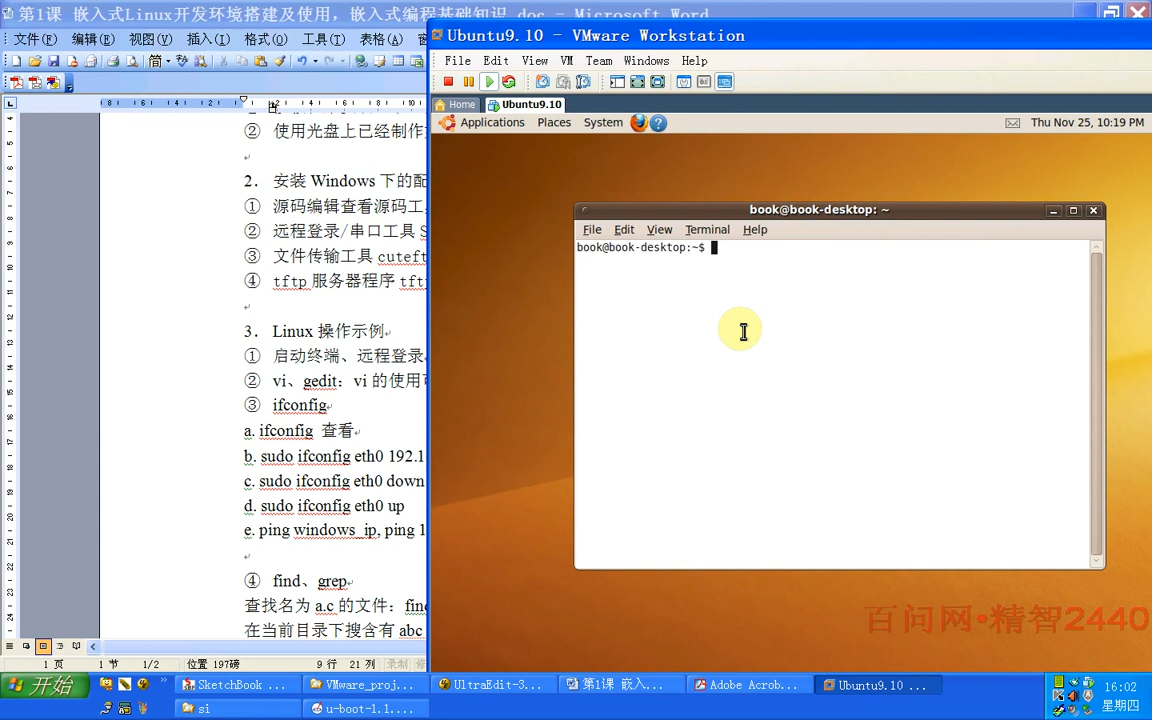 第1课 嵌入式Linux开发环境搭建及使用，嵌入式编程基础知识.doc - Microsoft Word
文件(F) 编辑(E) 视图(V) 插入(I) 格式(O) 工具(T) 表格(A)
② 使用光盘上已经制作
2. 安装 Windows 下的配
① 源码编辑查看源码工
② 远程登录/串口工具 S
③ 文件传输工具 cuteft
④ tftp 服务器程序 tft
3. Linux 操作示例
① 启动终端、远程登录
② vi、gedit：vi 的使用
③ ifconfig
a. ifconfig 查看
b. sudo ifconfig eth0 192.1
c. sudo ifconfig eth0 down
d. sudo ifconfig eth0 up
e. ping windows_ip, ping 1
④ find、grep
查找名为 a.c 的文件：find
在当前目录下搜含有 abc
1 页 1 节 1/2 位置 197磅 9 行 21 列 录制
Ubuntu9.10 - VMware Workstation
File Edit View VM Team Windows Help
Home Ubuntu9.10
Applications Places System Thu Nov 25, 10:19 PM
book@book-desktop: ~
File Edit View Terminal Help
book@book-desktop:~$
百问网·精智2440
开始 SketchBook ... VMware_proj... UltraEdit-3... 第1课 嵌入... Adobe Acrob... Ubuntu9.10 ...
si u-boot-1.1....
16:02
星期四